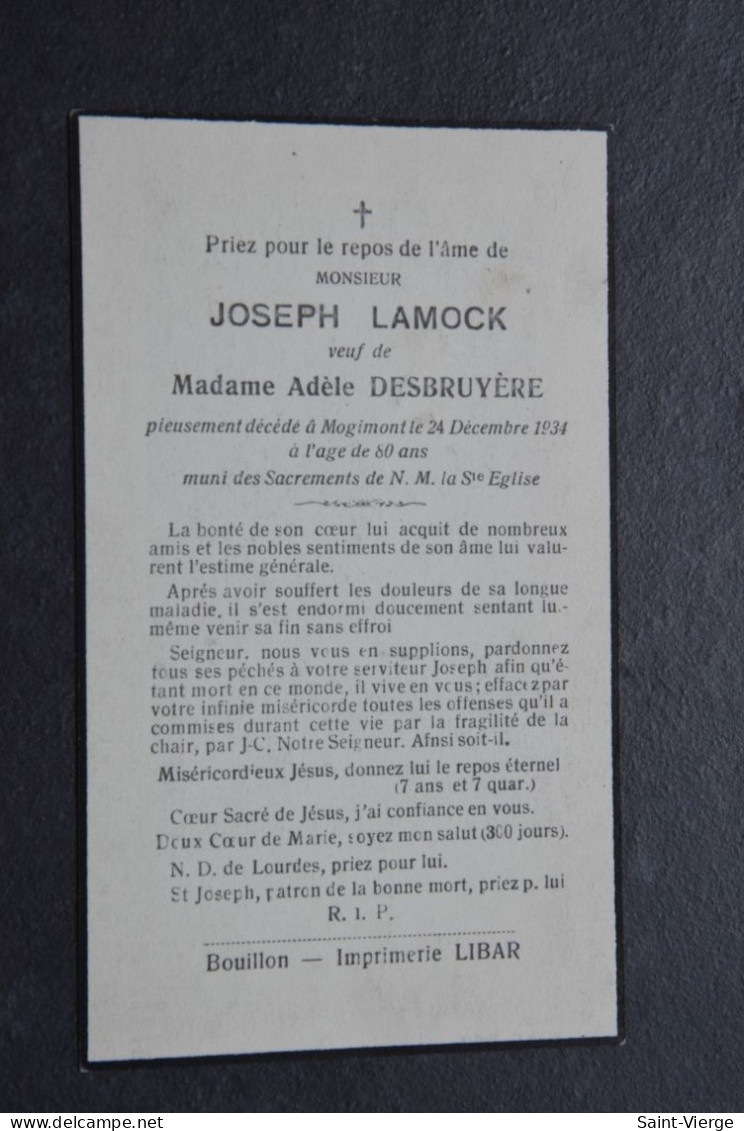 Priez pour le repos de l'âme de
MONSIEUR
JOSEPH LAMOCK
veuf de
Madame Adèle DESBRUYÈRE
pieusement décédé â Mogimont le 24 Décembre 1934
à l'age de 80 ans
muni des Sacrements de N. M. la Ste Eglise
La bonté de son cœur lui acquit de nombreux
amis et les nobles sentiments de son âme lui valu-
rent l'estime générale.
Aprés avoir souffert les douleurs de sa longue
maladie, il s'est endormi doucement sentant lu.-
même venir sa fin sans effroi
Seigneur, nous vous en supplions, pardonnez
tous ses péchés à votre serviteur Joseph afin qu'é-
tant mort en ce monde, il vive en vous; effacez par
votre infinie miséricorde toutes les offenses qu'il a
commises durant cette vie par la fragilité de la
chair, par J-C. Notre Seigneur. Afnsi soit-il.
Miséricordieux Jésus, donnez lui le repos éternel
(7 ans et 7 quar.)
Cœur Sacré de Jésus, j'ai confiance en vous.
Doux Cœur de Marie, soyez mon salut (300 jours).
N. D. de Lourdes, priez pour lui.
St Joseph, patron de la bonne mort, priez p. lui
R. I. P.
Bouillon — Imprimerie LIBAR
delcampe.net
Saint-Vierge